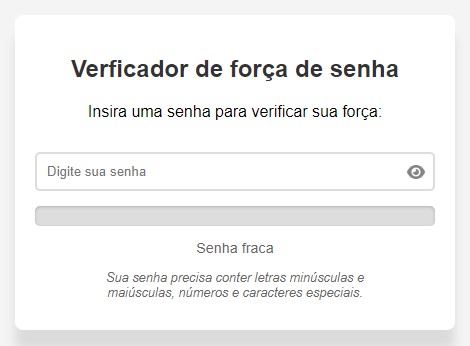 Verficador de força de senha
Insira uma senha para verificar sua força:
Digite sua senha
Senha fraca
Sua senha precisa conter letras minúsculas e
maiúsculas, números e caracteres especiais.